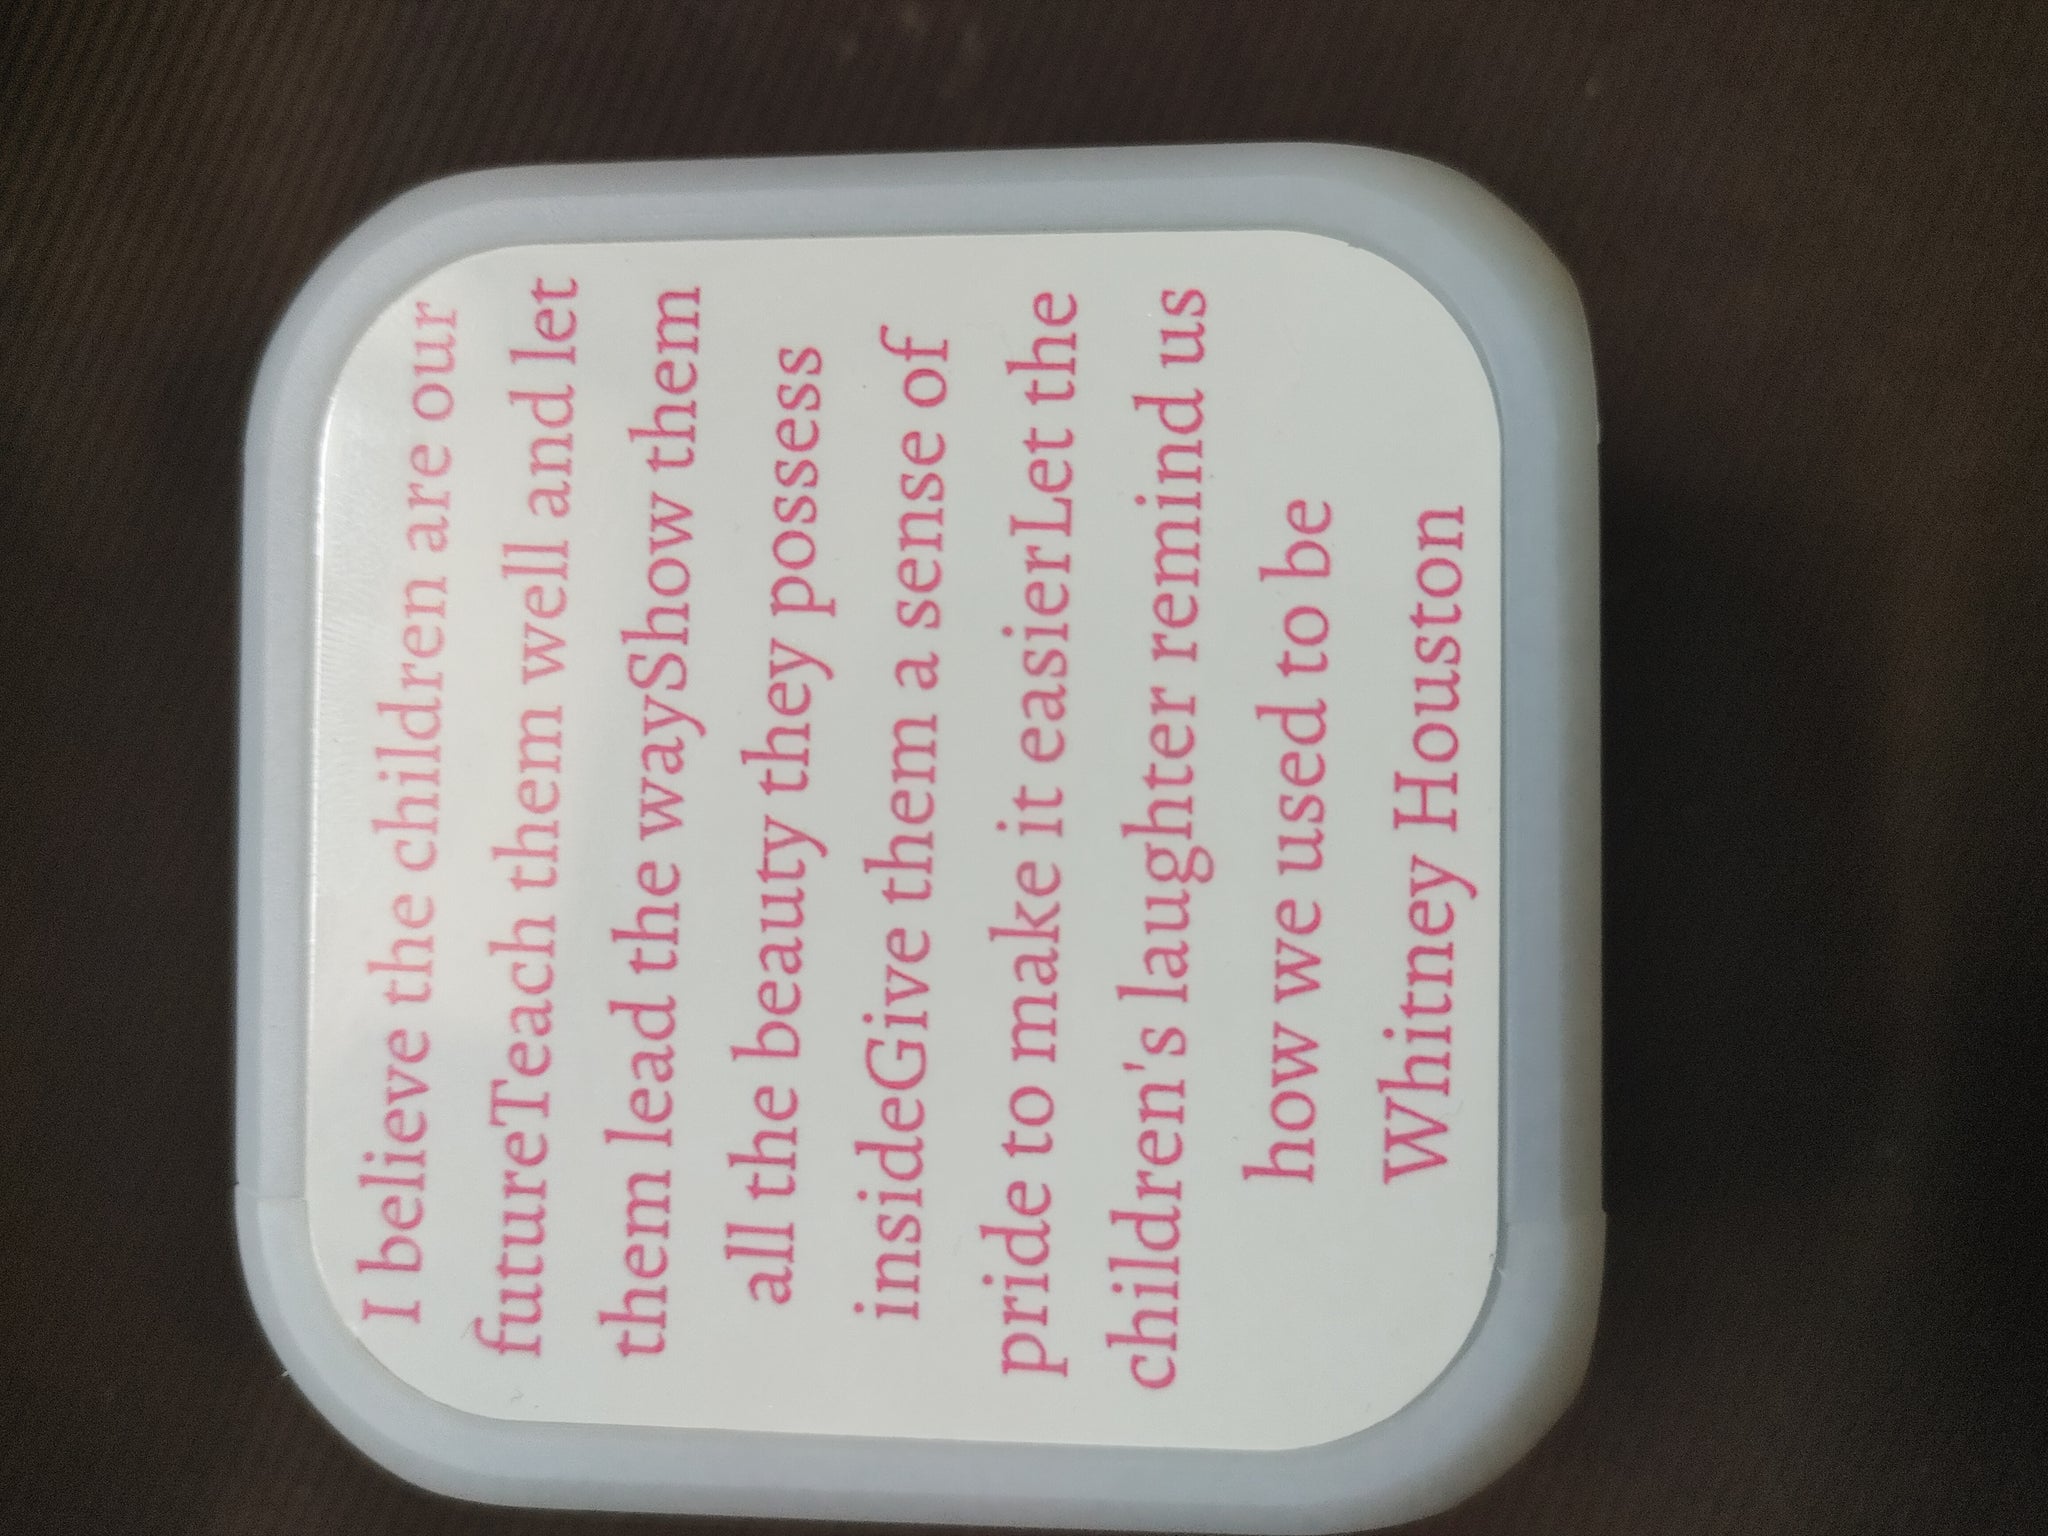 I believe the children are our
futureTeach them well and let
them lead the wayShow them
all the beauty they possess
insideGive them a sense of
pride to make it easierLet the
children's laughter remind us
how we used to be
Whitney Houston